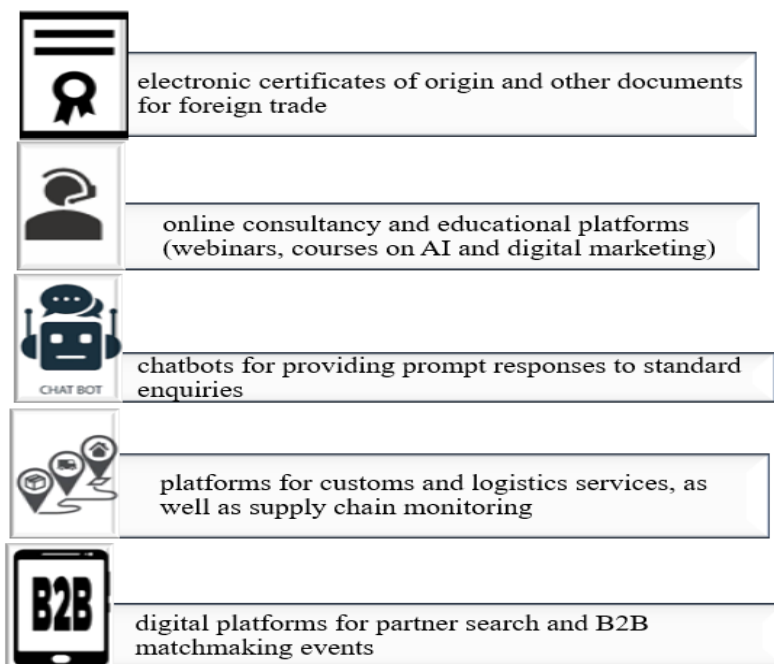 electronic certificates of origin and other documents
for foreign trade
online consultancy and educational platforms
(webinars, courses on AI and digital marketing)
chatbots for providing prompt responses to standard
enquiries
CHAT BOT
platforms for customs and logistics services, as
well as supply chain monitoring
B2B
digital platforms for partner search and B2B
matchmaking events